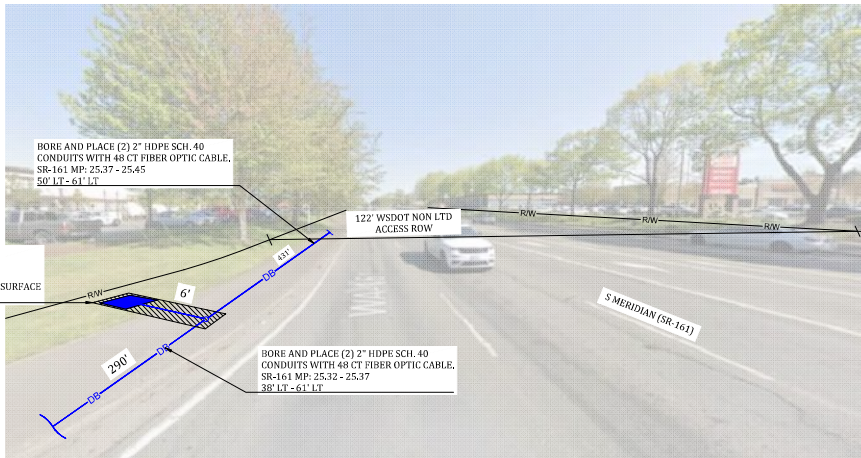 BORE AND PLACE (2) 2" HDPE SCH. 40
CONDUITS WITH 48 CT FIBER OPTIC CABLE.
SR-161 MP: 25.37 - 25.45
50' LT - 61' LT
122' WSDOT NON LTD
ACCESS ROW
R/W
R/W
R/W
SURFACE
R/W
6'
431'
DB
S MERIDIAN (SR-161)
290'
DB
DB
BORE AND PLACE (2) 2" HDPE SCH. 40
CONDUITS WITH 48 CT FIBER OPTIC CABLE.
SR-161 MP: 25.32 - 25.37
38' LT - 61' LT